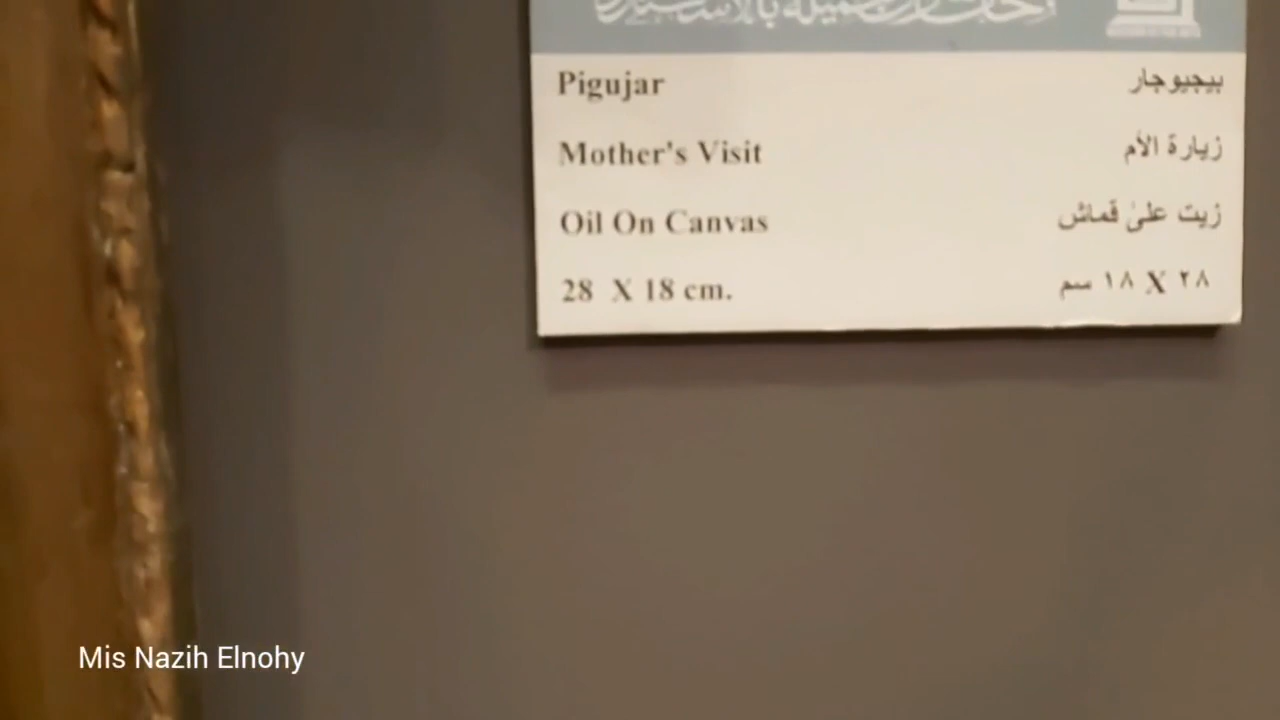 بالاسكندرية
Pigujar
بيجيوجار
Mother's Visit
زيارة الأم
Oil On Canvas
زيت علىٰ قماش
28 X 18 cm.
٢٨ X ١٨ سم
Mis Nazih Elnohy